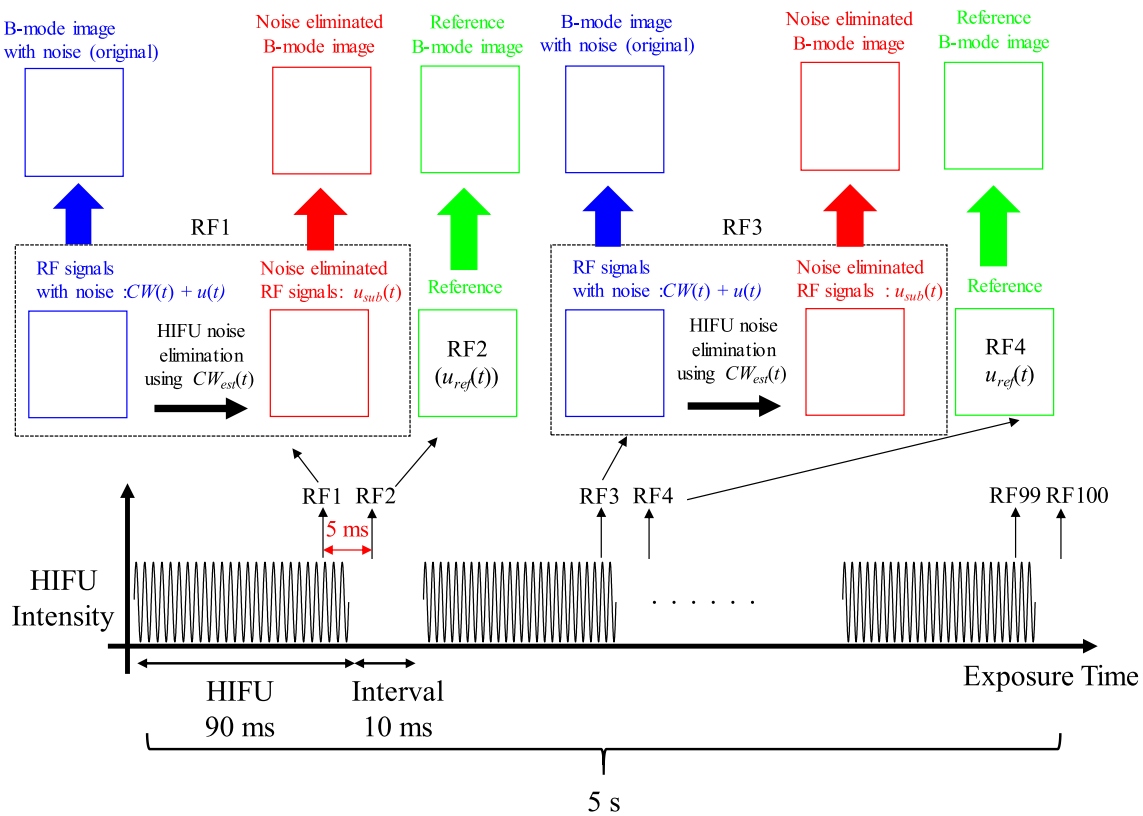 B-mode image
with noise (original)
Noise eliminated
B-mode image
Reference
B-mode image
B-mode image
with noise (original)
Noise eliminated
B-mode image
Reference
B-mode image
RF1
RF3
RF signals
with noise :CW(t) + u(t)
Noise eliminated
RF signals: u_sub(t)
Reference
RF signals
with noise :CW(t) + u(t)
Noise eliminated
RF signals : u_sub(t)
Reference
HIFU noise
elimination
using CW_est(t)
RF2
(u_ref(t))
HIFU noise
elimination
using CW_est(t)
RF4
u_ref(t)
RF1
RF2
RF3
RF4
RF99
RF100
5 ms
HIFU
Intensity
. . . . . .
Exposure Time
HIFU
90 ms
Interval
10 ms
5 s